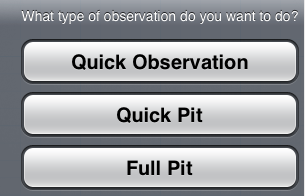 What type of observation do you want to do?
Quick Observation
Quick Pit
Full Pit